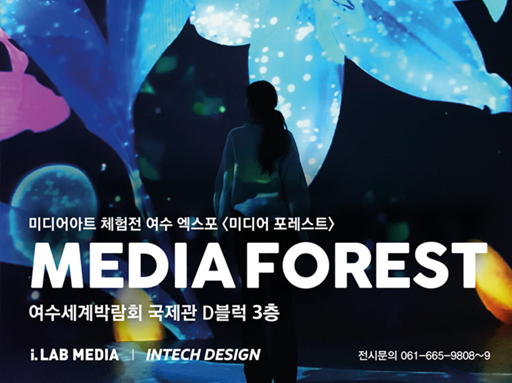 미디어아트 체험전 여수 엑스포 〈미디어 포레스트〉
MEDIA FOREST
여수세계박람회 국제관 D블럭 3층
i. LAB MEDIA | INTECH DESIGN
전시문의 061-665-9808~9